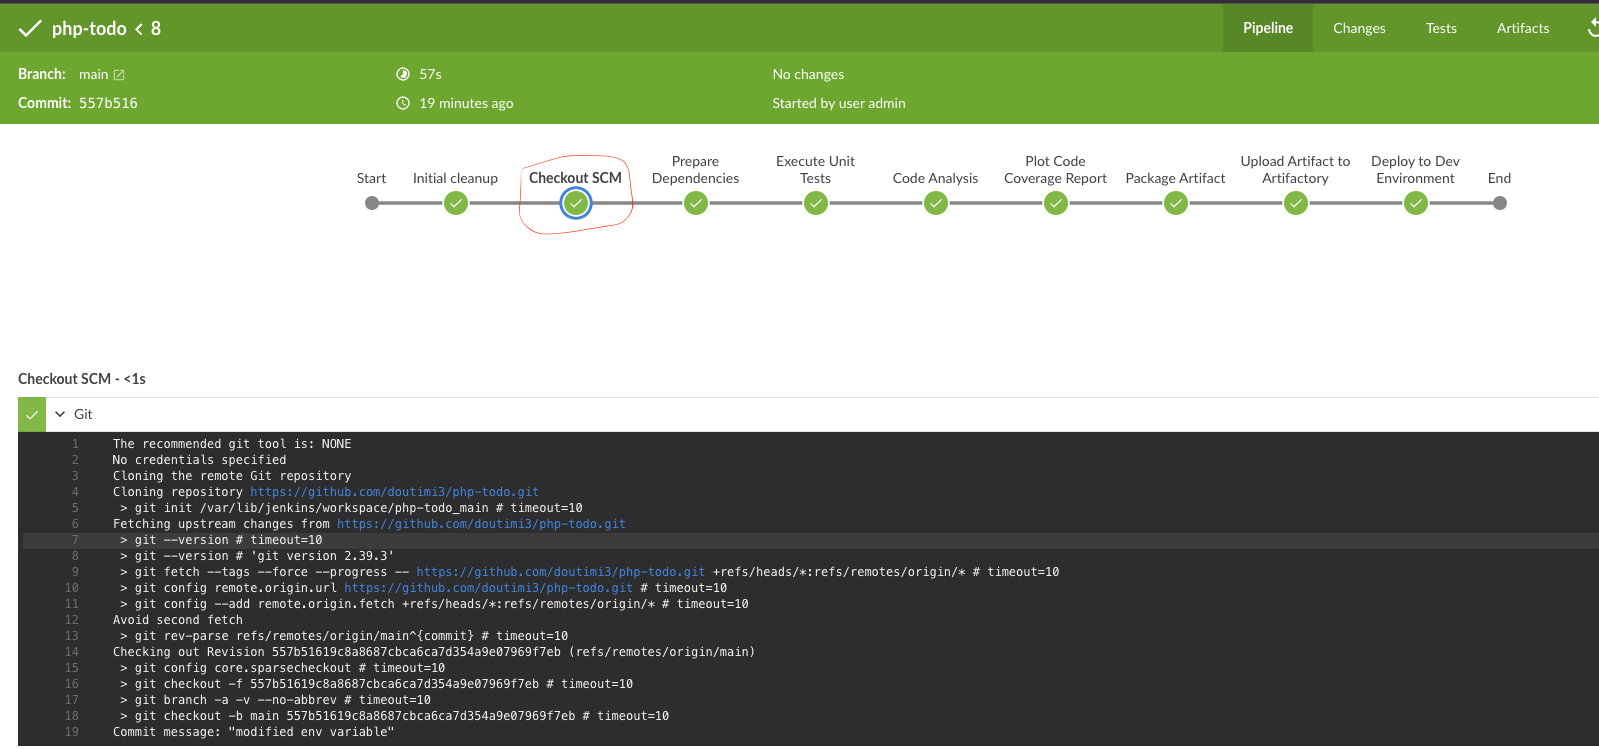 php-todo < 8
Pipeline
Changes
Tests
Artifacts
Branch: main
57s
No changes
Commit: 557b516
19 minutes ago
Started by user admin
Start
Initial cleanup
Checkout SCM
Prepare
Dependencies
Execute Unit
Tests
Code Analysis
Plot Code
Coverage Report
Package Artifact
Upload Artifact to
Artifactory
Deploy to Dev
Environment
End
Checkout SCM - <1s
Git
1 The recommended git tool is: NONE
2 No credentials specified
3 Cloning the remote Git repository
4 Cloning repository https://github.com/doutimi3/php-todo.git
5 > git init /var/lib/jenkins/workspace/php-todo_main # timeout=10
6 Fetching upstream changes from https://github.com/doutimi3/php-todo.git
7 > git --version # timeout=10
8 > git --version # 'git version 2.39.3'
9 > git fetch --tags --force --progress -- https://github.com/doutimi3/php-todo.git +refs/heads/*:refs/remotes/origin/* # timeout=10
10 > git config remote.origin.url https://github.com/doutimi3/php-todo.git # timeout=10
11 > git config --add remote.origin.fetch +refs/heads/*:refs/remotes/origin/* # timeout=10
12 Avoid second fetch
13 > git rev-parse refs/remotes/origin/main^{commit} # timeout=10
14 Checking out Revision 557b51619c8a8687cbca6ca7d354a9e07969f7eb (refs/remotes/origin/main)
15 > git config core.sparsecheckout # timeout=10
16 > git checkout -f 557b51619c8a8687cbca6ca7d354a9e07969f7eb # timeout=10
17 > git branch -a -v --no-abbrev # timeout=10
18 > git checkout -b main 557b51619c8a8687cbca6ca7d354a9e07969f7eb # timeout=10
19 Commit message: "modified env variable"